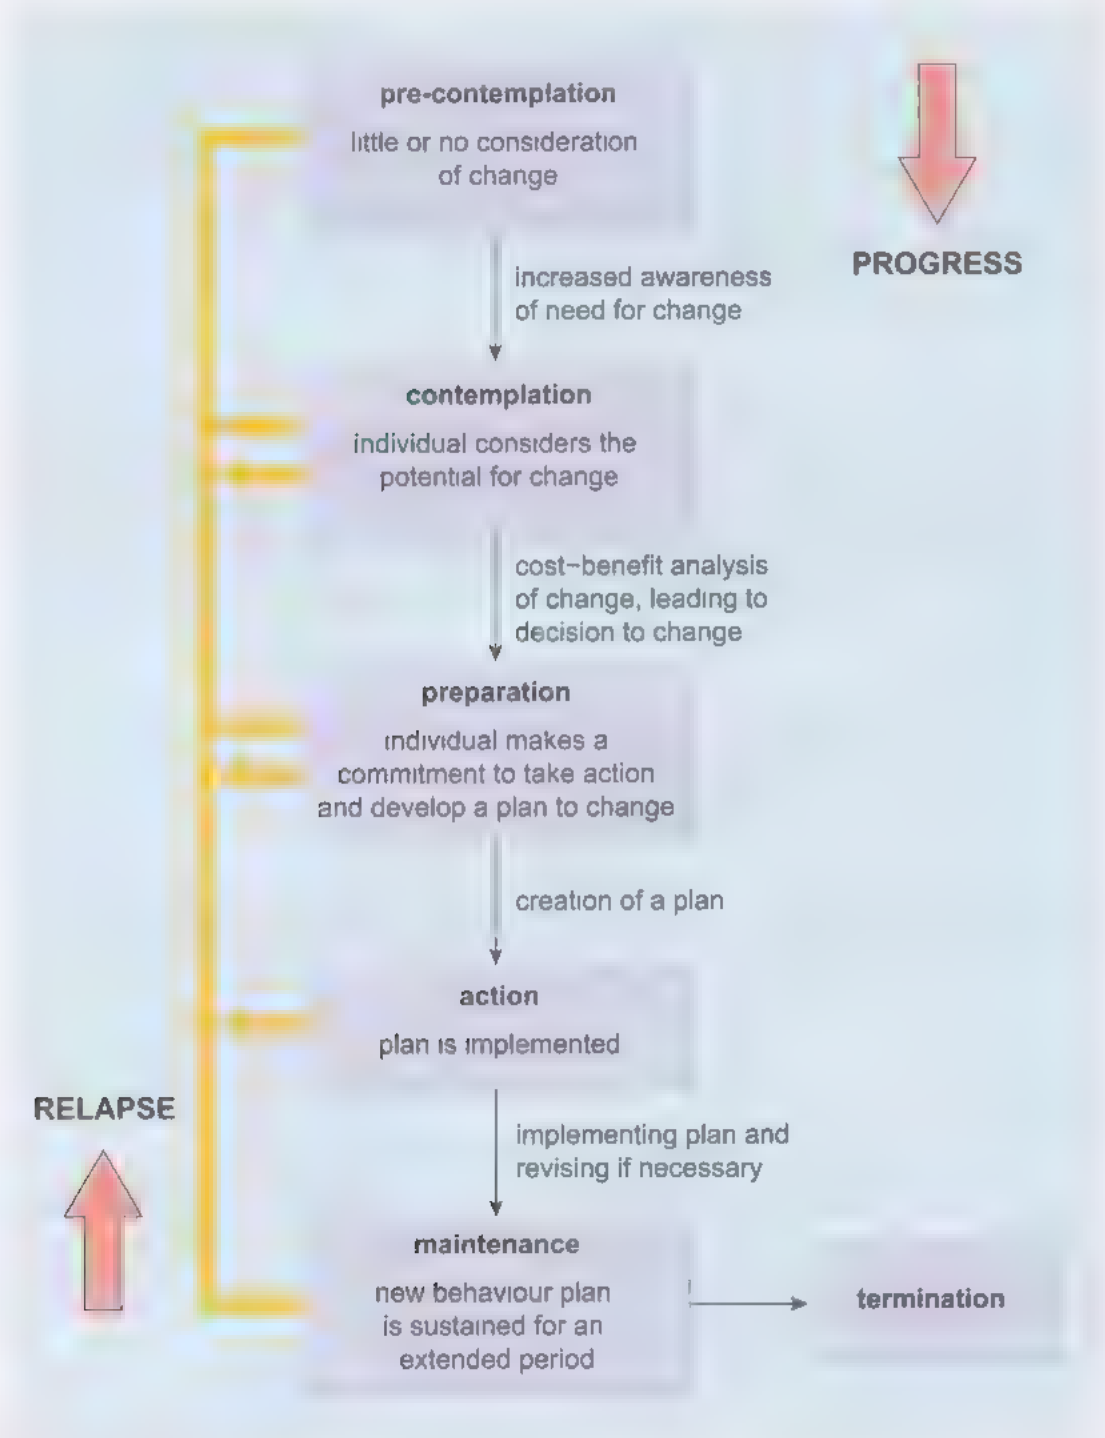 pre-contemplation
little or no consideration
of change
PROGRESS
increased awareness
of need for change
contemplation
individual considers the
potential for change
cost–benefit analysis
of change, leading to
decision to change
preparation
individual makes a
commitment to take action
and develop a plan to change
creation of a plan
action
plan is implemented
RELAPSE
implementing plan and
revising if necessary
maintenance
new behaviour plan
is sustained for an
extended period
termination